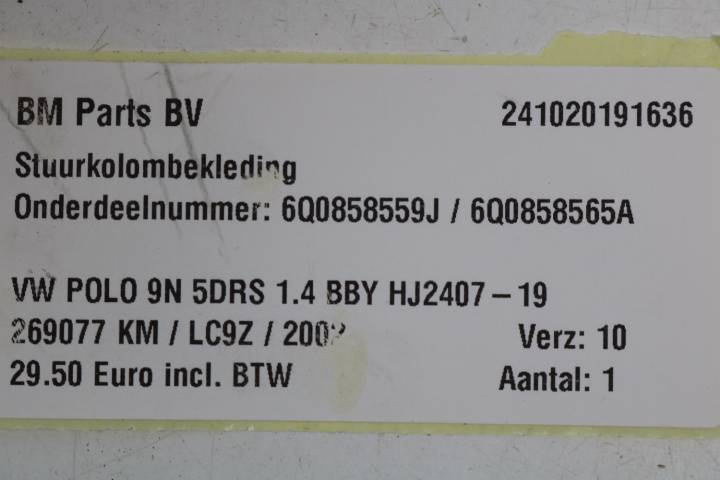 BM Parts BV 241020191636
Stuurkolombekleding
Onderdeelnummer: 6Q0858559J / 6Q0858565A
VW POLO 9N 5DRS 1.4 BBY HJ2407-19
269077 KM / LC9Z / Verz: 10
29.50 Euro incl. BTW Aantal: 1